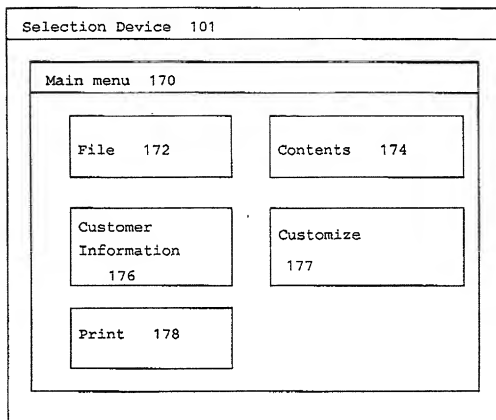 Selection Device 101
Main menu 170
File 172
Contents 174
Customer
Information
176
Customize
177
Print 178